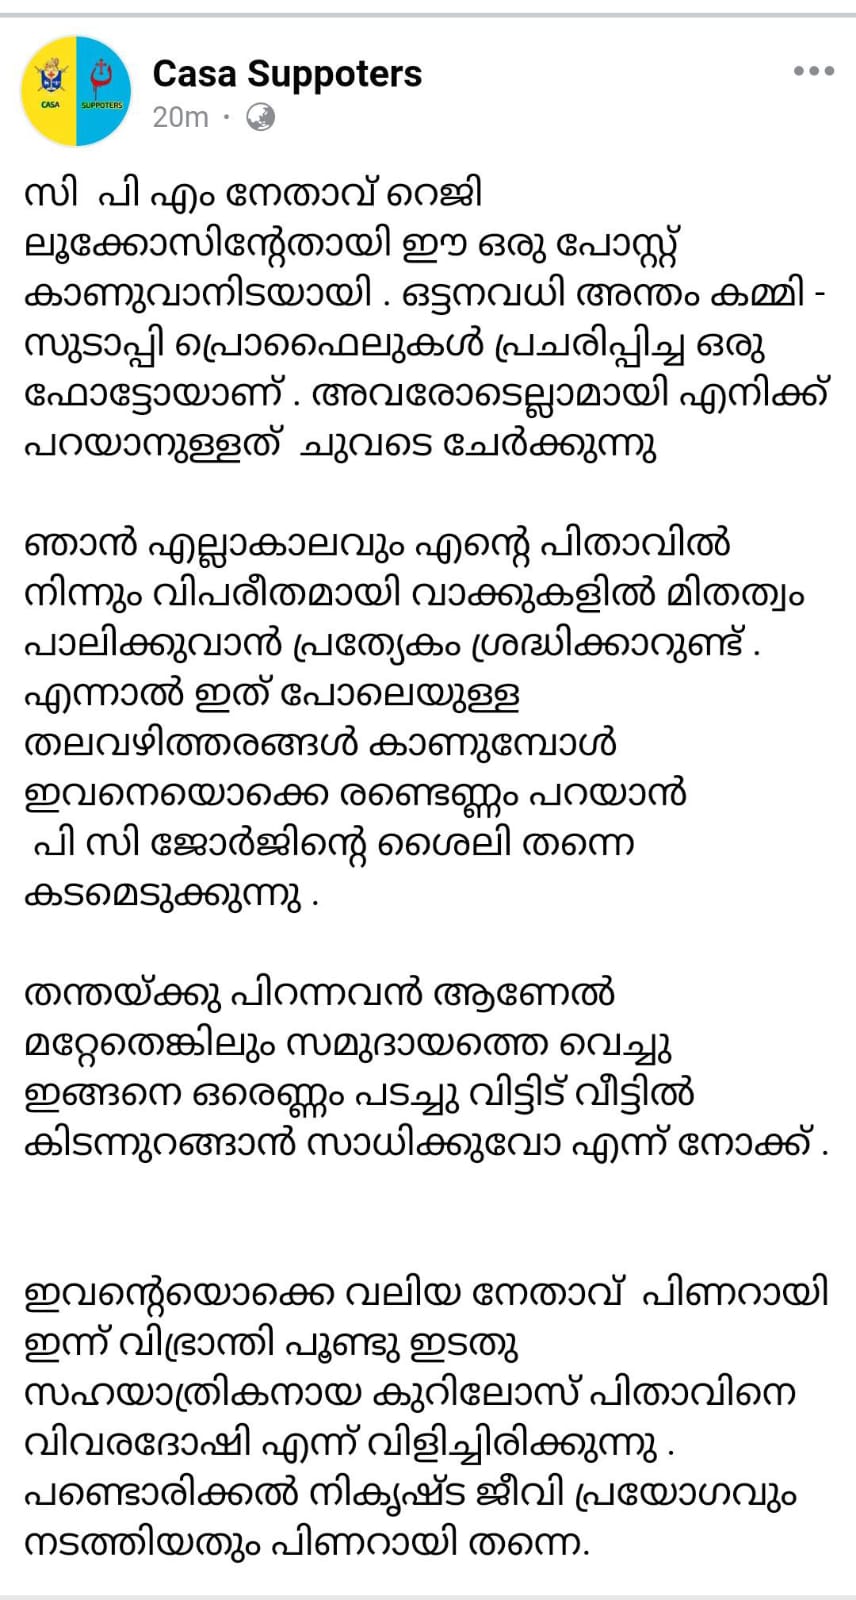 CASA
SUPPOTERS
Casa Suppoters
20m ·
സി പി എം നേതാവ് റെജി
ലൂക്കോസിന്റേതായി ഈ ഒരു പോസ്റ്റ്
കാണുവാനിടയായി . ഒട്ടനവധി അന്തം കമ്മി -
സുടാപ്പി പ്രൊഫൈലുകൾ പ്രചരിപ്പിച്ച ഒരു
ഫോട്ടോയാണ് . അവരോടെല്ലാമായി എനിക്ക്
പറയാനുള്ളത് ചുവടെ ചേർക്കുന്നു
ഞാൻ എല്ലാകാലവും എന്റെ പിതാവിൽ
നിന്നും വിപരീതമായി വാക്കുകളിൽ മിതത്വം
പാലിക്കുവാൻ പ്രത്യേകം ശ്രദ്ധിക്കാറുണ്ട് .
എന്നാൽ ഇത് പോലെയുള്ള
തലവഴിത്തരങ്ങൾ കാണുമ്പോൾ
ഇവനെയൊക്കെ രണ്ടെണ്ണം പറയാൻ
പി സി ജോർജിന്റെ ശൈലി തന്നെ
കടമെടുക്കുന്നു .
തന്തയ്ക്കു പിറന്നവൻ ആണേൽ
മറ്റേതെങ്കിലും സമുദായത്തെ വെച്ചു
ഇങ്ങനെ ഒരെണ്ണം പടച്ചു വിട്ടിട് വീട്ടിൽ
കിടന്നുറങ്ങാൻ സാധിക്കുവോ എന്ന് നോക്ക് .
ഇവന്റെയൊക്കെ വലിയ നേതാവ് പിണറായി
ഇന്ന് വിഭ്രാന്തി പൂണ്ടു ഇടതു
സഹയാത്രികനായ കുറിലോസ് പിതാവിനെ
വിവരദോഷി എന്ന് വിളിച്ചിരിക്കുന്നു .
പണ്ടൊരിക്കൽ നികൃഷ്ട ജീവി പ്രയോഗവും
നടത്തിയതും പിണറായി തന്നെ.